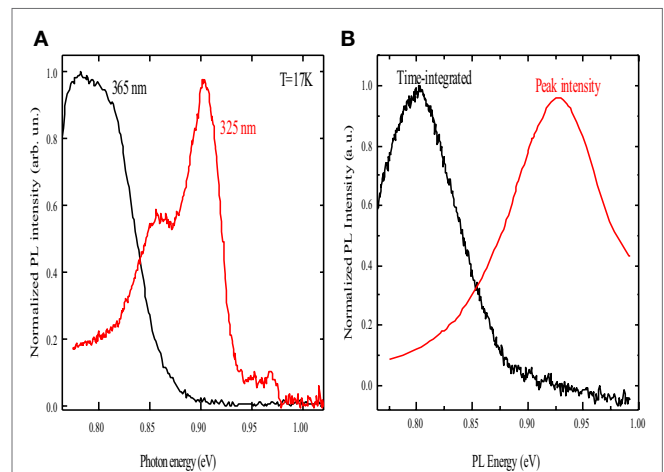 A
B
Normalized PL intensity (arb. un.)
1.0
0.8
0.6
0.4
0.2
0.0
365 nm
T=17K
325 nm
0.80 0.85 0.90 0.95 1.00
Photon energy (eV)
Normalized PL Intensity (a.u.)
1.0
0.8
0.6
0.4
0.2
0.0
Time-integrated
Peak intensity
0.80 0.85 0.90 0.95 1.00
PL Energy (eV)